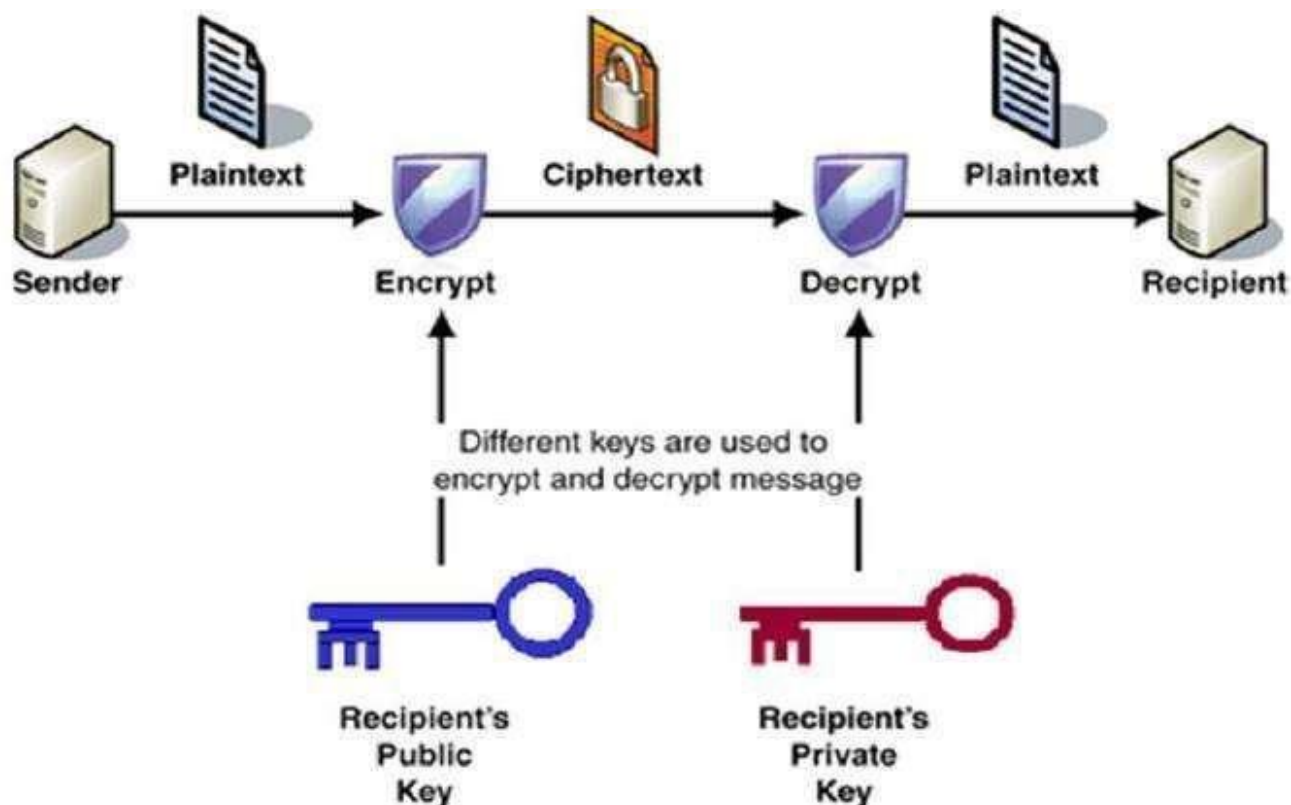 Plaintext
Ciphertext
Plaintext
Sender
Encrypt
Decrypt
Recipient
Different keys are used to
encrypt and decrypt message
Recipient's
Public
Key
Recipient's
Private
Key